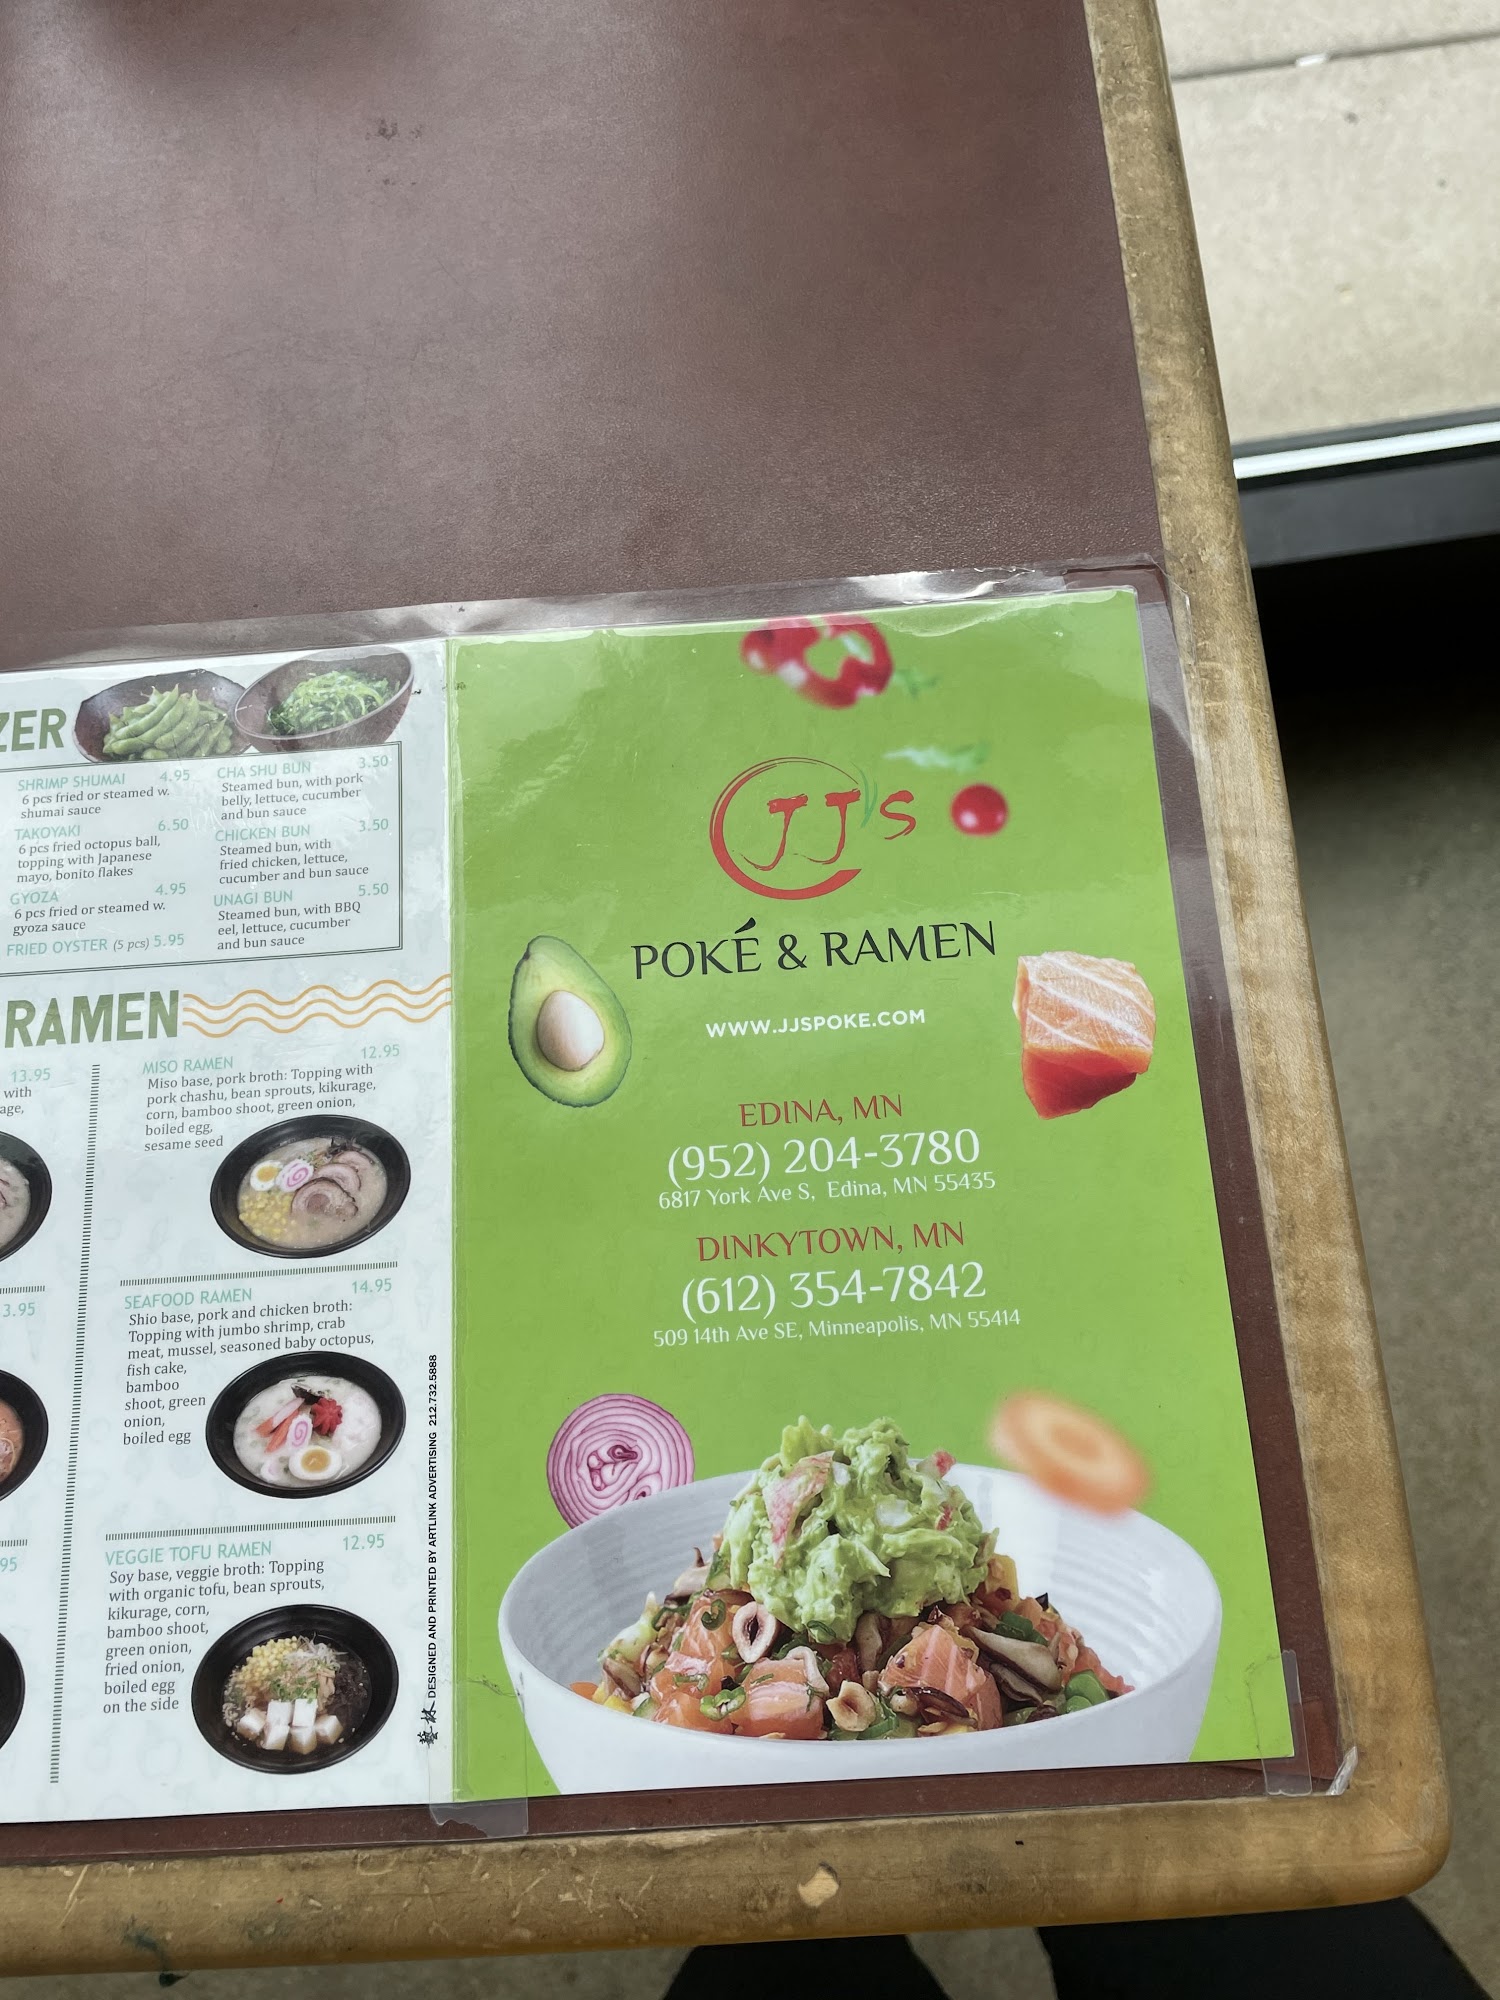 ZER
SHRIMP SHUMAI 4.95
6 pcs fried or steamed w.
shumai sauce
TAKOYAKI 6.50
6 pcs fried octopus ball,
topping with Japanese
mayo, bonito flakes
GYOZA 4.95
6 pcs fried or steamed w.
gyoza sauce
FRIED OYSTER (5 pcs) 5.95
CHA SHU BUN 3.50
Steamed bun, with pork
belly, lettuce, cucumber
and bun sauce
CHICKEN BUN 3.50
Steamed bun, with
fried chicken, lettuce,
cucumber and bun sauce
UNAGI BUN 5.50
Steamed bun, with BBQ
eel, lettuce, cucumber
and bun sauce
RAMEN
13.95
with
age,
3.95
95
MISO RAMEN 12.95
Miso base, pork broth: Topping with
pork chashu, bean sprouts, kikurage,
corn, bamboo shoot, green onion,
boiled egg,
sesame seed
SEAFOOD RAMEN 14.95
Shio base, pork and chicken broth:
Topping with jumbo shrimp, crab
meat, mussel, seasoned baby octopus,
fish cake,
bamboo
shoot, green
onion,
boiled egg
VEGGIE TOFU RAMEN 12.95
Soy base, veggie broth: Topping
with organic tofu, bean sprouts,
kikurage, corn,
bamboo shoot,
green onion,
fried onion,
boiled egg
on the side
藝林 DESIGNED AND PRINTED BY ARTLINK ADVERTISING 212.732.5888
JJ'S
POKÉ & RAMEN
WWW.JJSPOKE.COM
EDINA, MN
(952) 204-3780
6817 York Ave S, Edina, MN 55435
DINKYTOWN, MN
(612) 354-7842
509 14th Ave SE, Minneapolis, MN 55414